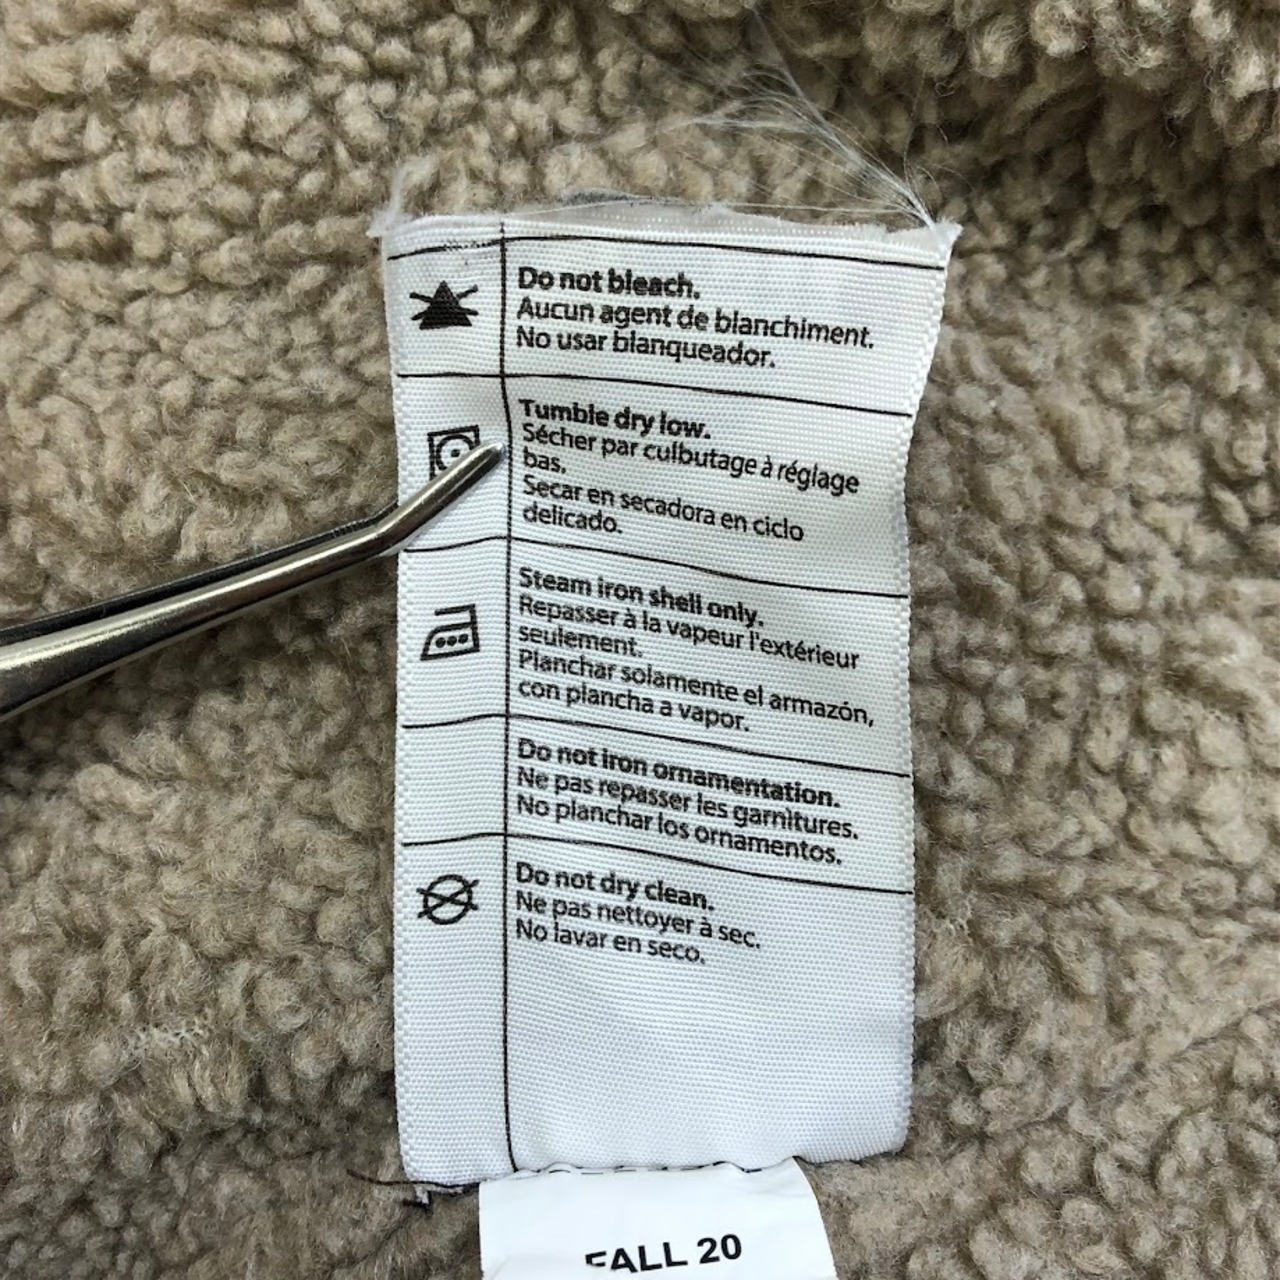 Do not bleach.
Aucun agent de blanchiment.
No usar blanqueador.
Tumble dry low.
Sécher par culbutage à réglage
bas.
Secar en secadora en ciclo
delicado.
Steam iron shell only.
Repasser à la vapeur l'extérieur
seulement.
Planchar solamente el armazón,
con plancha a vapor.
Do not iron ornamentation.
Ne pas repasser les garnitures.
No planchar los ornamentos.
Do not dry clean.
Ne pas nettoyer à sec.
No lavar en seco.
FALL 20